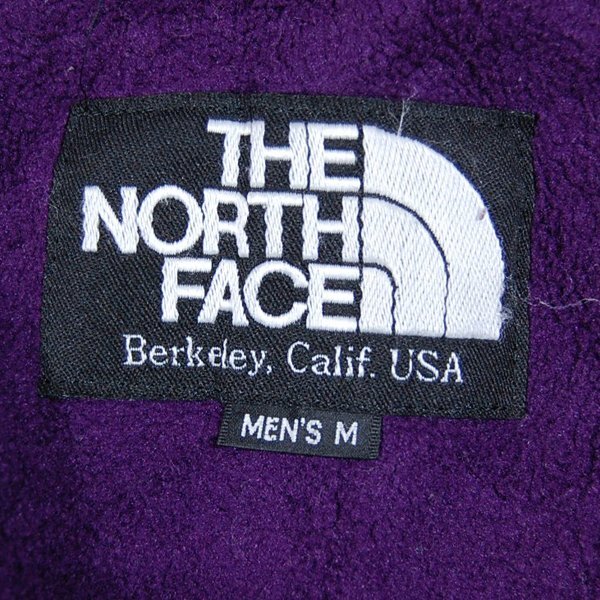 THE
NORTH
FACE
Berkeley, Calif. USA
MEN'S M